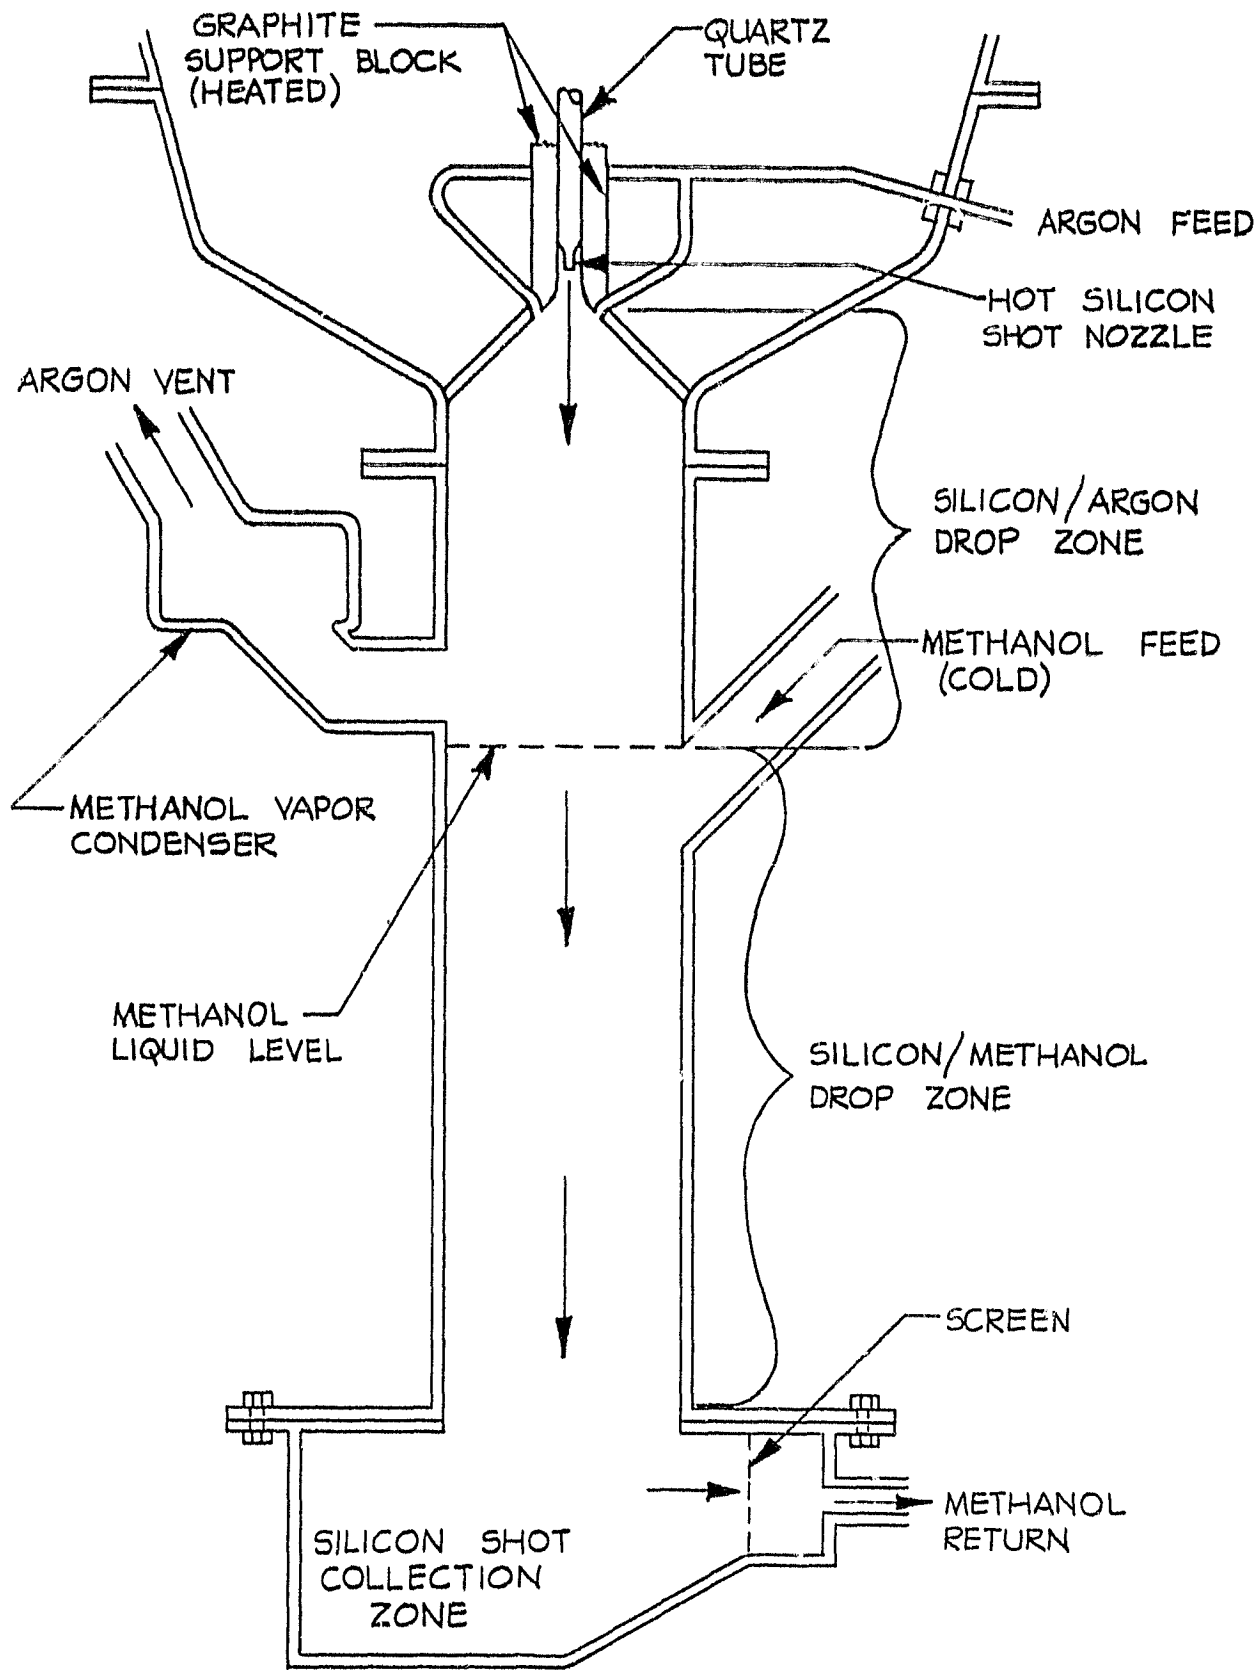 GRAPHITE
SUPPORT BLOCK
(HEATED)
QUARTZ
TUBE
ARGON FEED
HOT SILICON
SHOT NOZZLE
ARGON VENT
SILICON/ARGON
DROP ZONE
METHANOL FEED
(COLD)
METHANOL VAPOR
CONDENSER
METHANOL
LIQUID LEVEL
SILICON/METHANOL
DROP ZONE
SCREEN
METHANOL
RETURN
SILICON SHOT
COLLECTION
ZONE